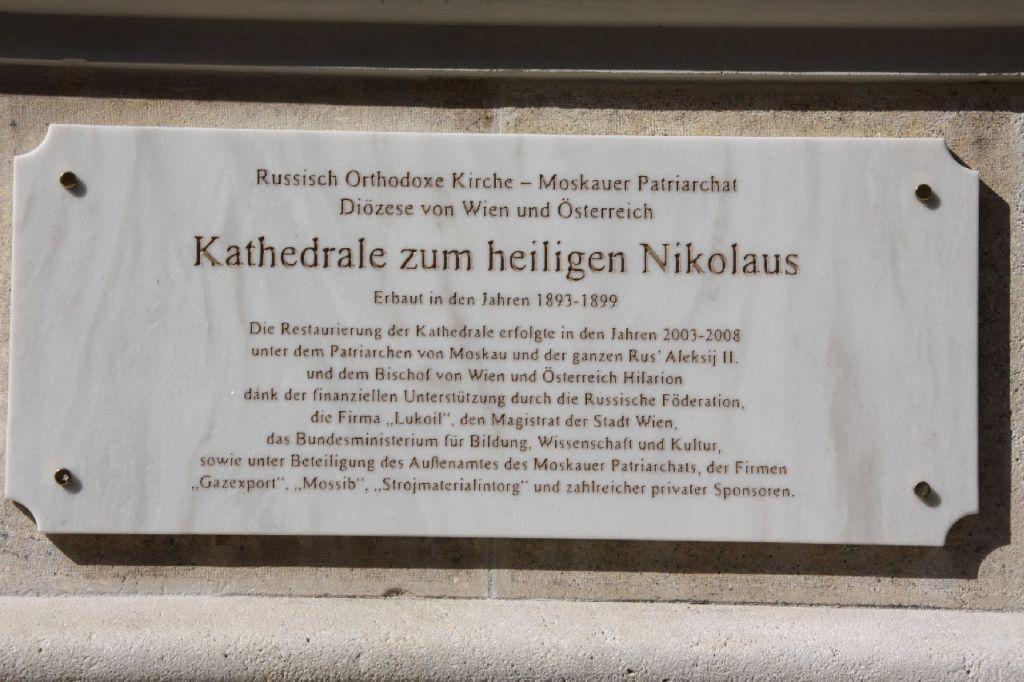 Russisch Orthodoxe Kirche – Moskauer Patriarchat
Diözese von Wien und Österreich
Kathedrale zum heiligen Nikolaus
Erbaut in den Jahren 1893-1899
Die Restaurierung der Kathedrale erfolgte in den Jahren 2003-2008
unter dem Patriarchen von Moskau und der ganzen Rus' Aleksij II.
und dem Bischof von Wien und Österreich Hilarion
dank der finanziellen Unterstützung durch die Russische Föderation,
die Firma „Lukoil“, den Magistrat der Stadt Wien,
das Bundesministerium für Bildung, Wissenschaft und Kultur,
sowie unter Beteiligung des Außenamtes des Moskauer Patriarchats, der Firmen
„Gazexport“, „Mossib“, „Strojmaterialintorg“ und zahlreicher privater Sponsoren.